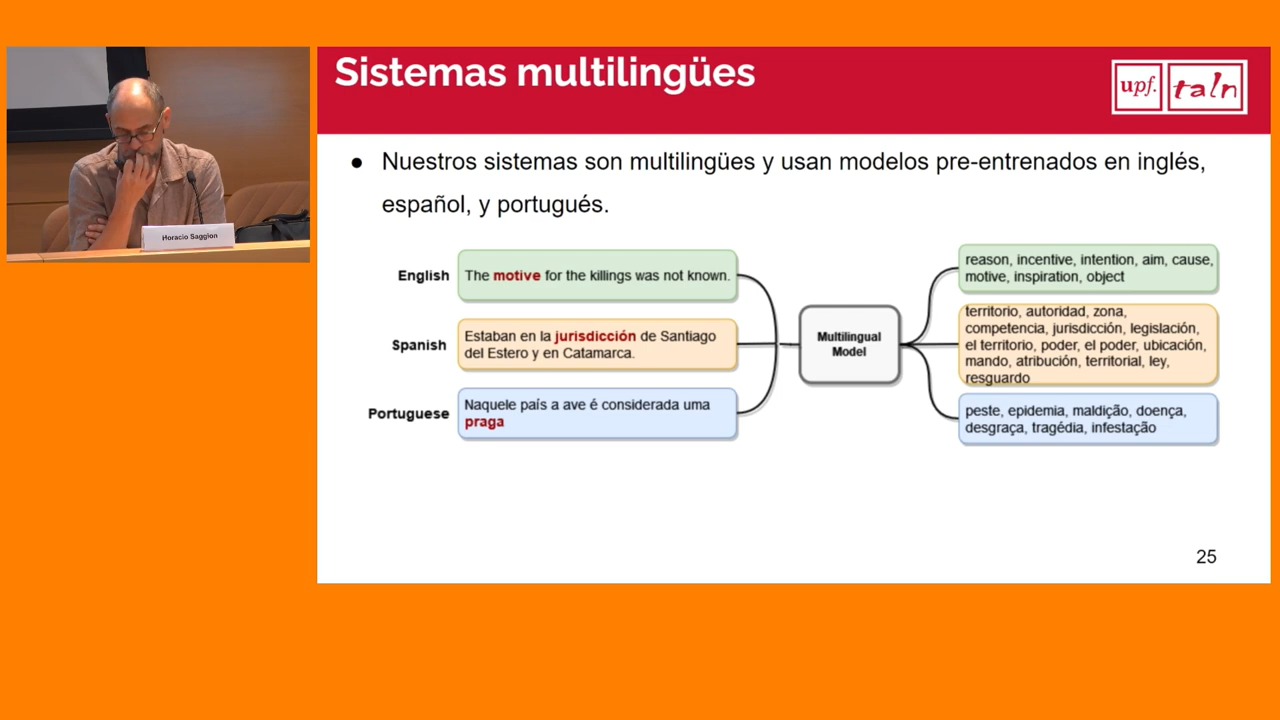 Sistemas multilingües
upf.
taln
Horacio Saggion
● Nuestros sistemas son multilingües y usan modelos pre-entrenados en inglés,
español, y portugués.
English
The motive for the killings was not known.
Spanish
Estaban en la jurisdicción de Santiago
del Estero y en Catamarca.
Portuguese
Naquele país a ave é considerada uma
praga
Multilingual
Model
reason, incentive, intention, aim, cause,
motive, inspiration, object
territorio, autoridad, zona,
competencia, jurisdicción, legislación,
el territorio, poder, el poder, ubicación,
mando, atribución, territorial, ley,
resguardo
peste, epidemia, maldição, doença,
desgraça, tragédia, infestação
25